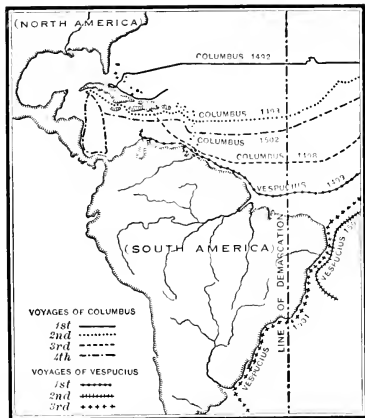 (NORTH AMERICA)
COLUMBUS 1492
COLUMBUS 1493
COLUMBUS 1502
COLUMBUS 1498
VESPUCIUS 1499
(SOUTH AMERICA)
LINE OF DEMARCATION
VESPUCIUS
VESPUCIUS 1501
VOYAGES OF COLUMBUS
1st
2nd
3rd
4th
VOYAGES OF VESPUCIUS
1st
2nd
3rd